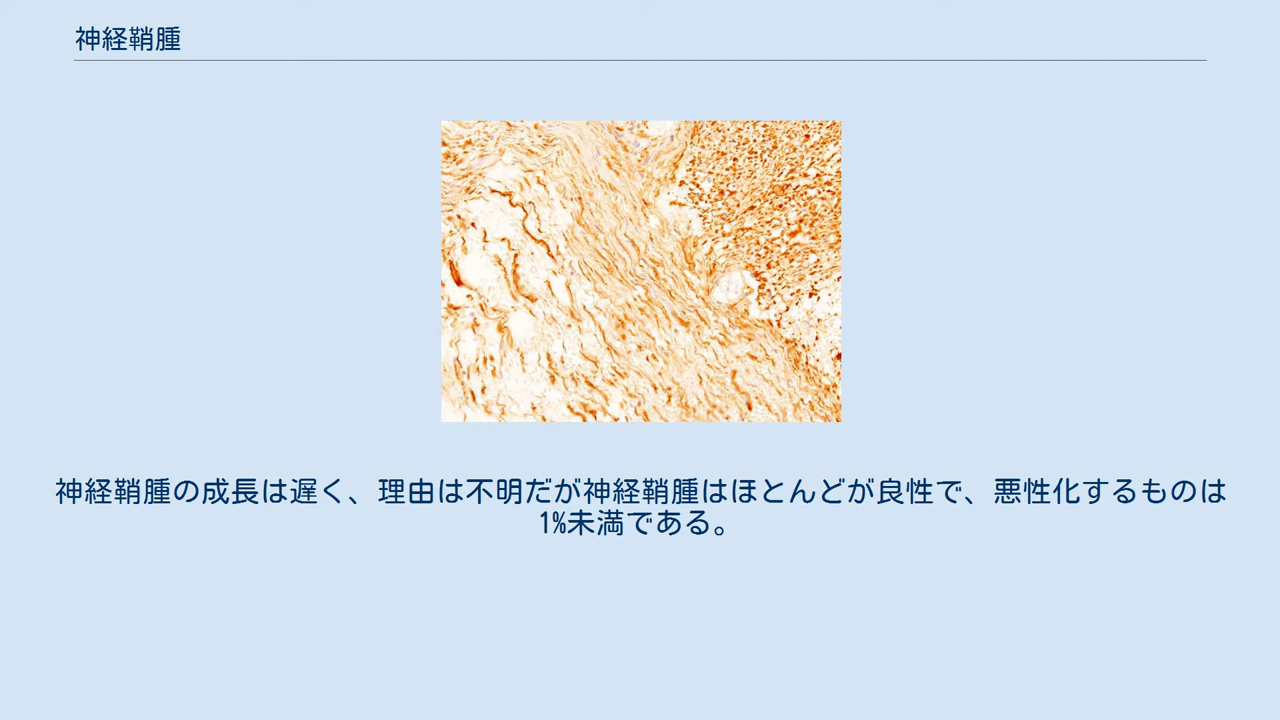 神経鞘腫
神経鞘腫の成長は遅く、理由は不明だが神経鞘腫はほとんどが良性で、悪性化するものは
1%未満である。